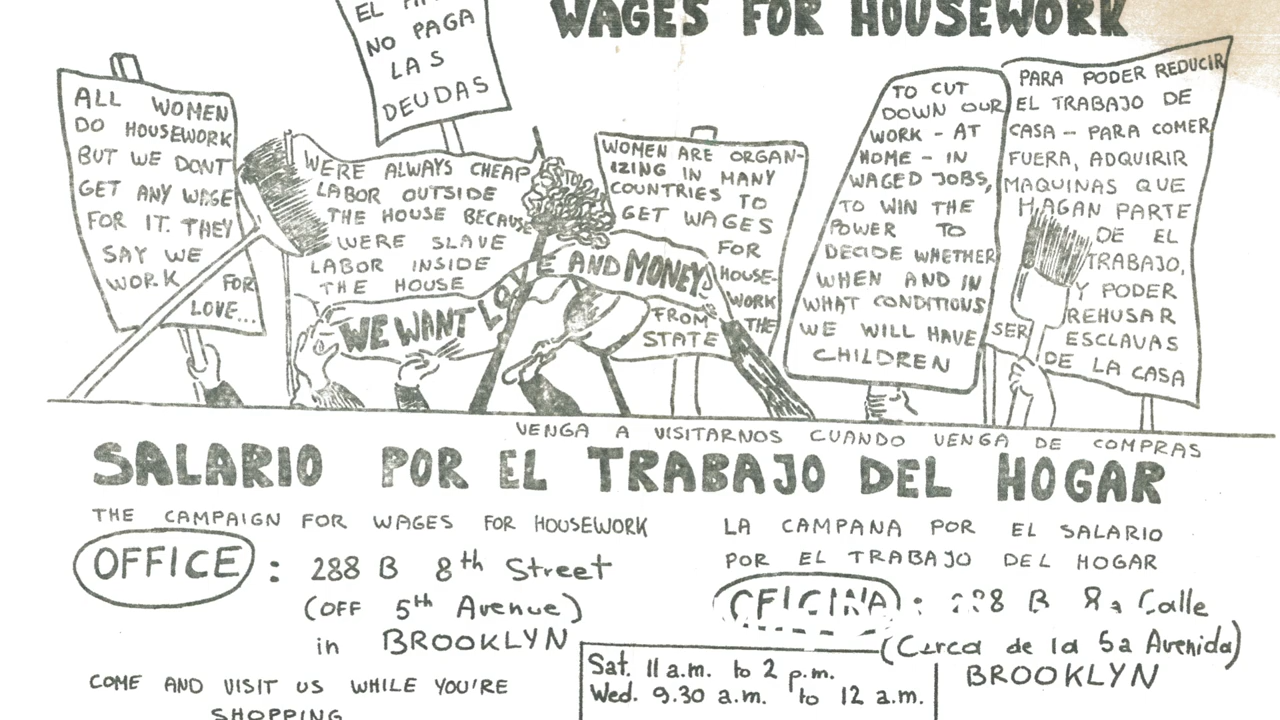 WAGES FOR HOUSEWORK
EL
NO PAGA
LAS
DEUDAS
ALL WOMEN
DO HOUSEWORK
BUT WE DONT
GET ANY WAGE
FOR IT. THEY
SAY WE
WORK FOR
LOVE...
WERE ALWAYS CHEAP
LABOR OUTSIDE
THE HOUSE BECAUSE
WERE SLAVE
LABOR INSIDE
THE HOUSE
WE WANT LOVE AND MONEY
WOMEN ARE ORGAN-
IZING IN MANY
COUNTRIES TO
GET WAGES
FOR
HOUSE-
WORK
FROM THE
STATE
TO CUT
DOWN OUR
WORK - AT
HOME - IN
WAGED JOBS,
TO WIN THE
POWER TO
DECIDE WHETHER
WHEN AND IN
WHAT CONDITIONS
WE WILL HAVE
CHILDREN
PARA PODER REDUCIR
EL TRABAJO DE
CASA - PARA COMER
FUERA, ADQUIRIR
MAQUINAS QUE
HAGAN PARTE
DE EL
TRABAJO,
Y PODER
REHUSAR
SER ESCLAVAS
DE LA CASA
VENGA A VISITARNOS CUANDO VENGA DE COMPRAS
SALARIO POR EL TRABAJO DEL HOGAR
THE CAMPAIGN FOR WAGES FOR HOUSEWORK
OFFICE: 288 B 8th Street
(OFF 5th Avenue)
in BROOKLYN
COME AND VISIT US WHILE YOU'RE
SHOPPING
LA CAMPANA POR EL SALARIO
POR EL TRABAJO DEL HOGAR
OFICINA: 288 B 8a Calle
(Cerca de la 5a Avenida)
BROOKLYN
Sat. 11 a.m. to 2 p.m.
Wed. 9.30 a.m. to 12 a.m.